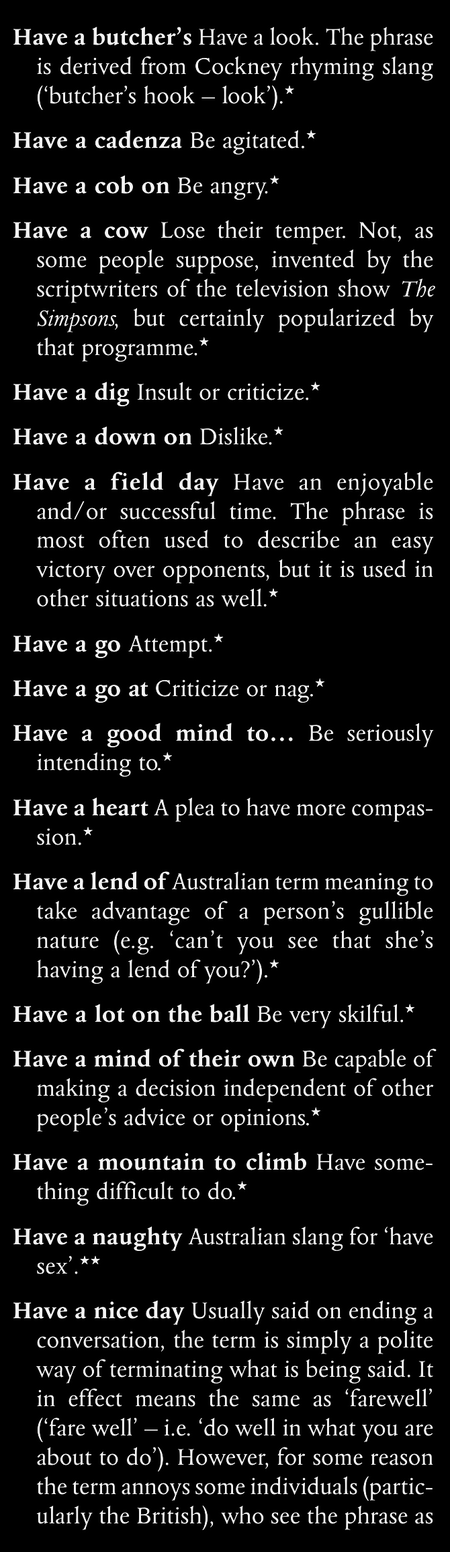 Have a butcher’s Have a look. The phrase
is derived from Cockney rhyming slang
(‘butcher’s hook – look’).★
Have a cadenza Be agitated.★
Have a cob on Be angry.★
Have a cow Lose their temper. Not, as
some people suppose, invented by the
scriptwriters of the television show The
Simpsons, but certainly popularized by
that programme.★
Have a dig Insult or criticize.★
Have a down on Dislike.★
Have a field day Have an enjoyable
and/or successful time. The phrase is
most often used to describe an easy
victory over opponents, but it is used in
other situations as well.★
Have a go Attempt.★
Have a go at Criticize or nag.★
Have a good mind to… Be seriously
intending to.★
Have a heart A plea to have more compas-
sion.★
Have a lend of Australian term meaning to
take advantage of a person’s gullible
nature (e.g. ‘can’t you see that she’s
having a lend of you?’).★
Have a lot on the ball Be very skilful.★
Have a mind of their own Be capable of
making a decision independent of other
people’s advice or opinions.★
Have a mountain to climb Have some-
thing difficult to do.★
Have a naughty Australian slang for ‘have
sex’.★★
Have a nice day Usually said on ending a
conversation, the term is simply a polite
way of terminating what is being said. It
in effect means the same as ‘farewell’
(‘fare well’ – i.e. ‘do well in what you are
about to do’). However, for some reason
the term annoys some individuals (partic-
ularly the British), who see the phrase as